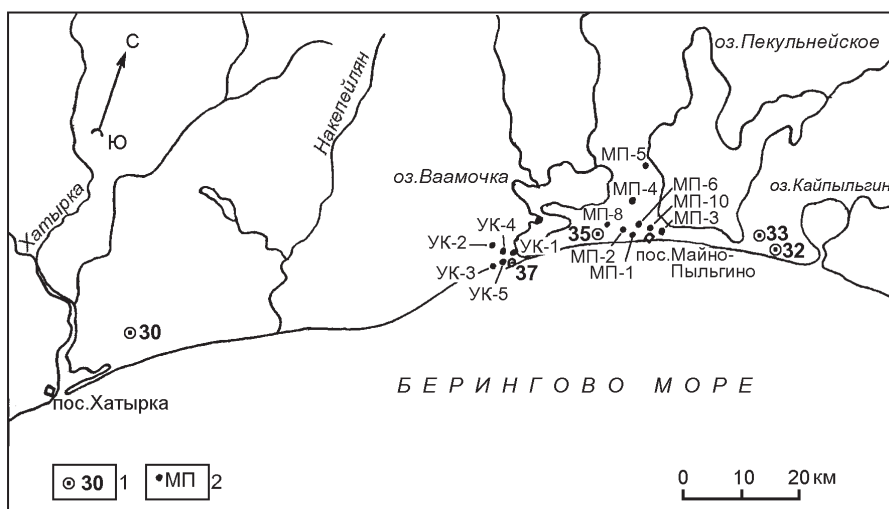 С
Ю
оз.Пекульнейское
Накепейлян
Хатырка
оз.Ваамочка
оз.Кайпыльгин
МП-5
МП-4
МП-6
МП-10
МП-3
МП-8
35
МП-2
МП-1
пос.Майно-
Пыльгино
33
32
УК-4
УК-2
УК-1
УК-3
37
УК-5
30
пос.Хатырка
БЕРИНГОВО МОРЕ
30 1
МП 2
0 10 20 км